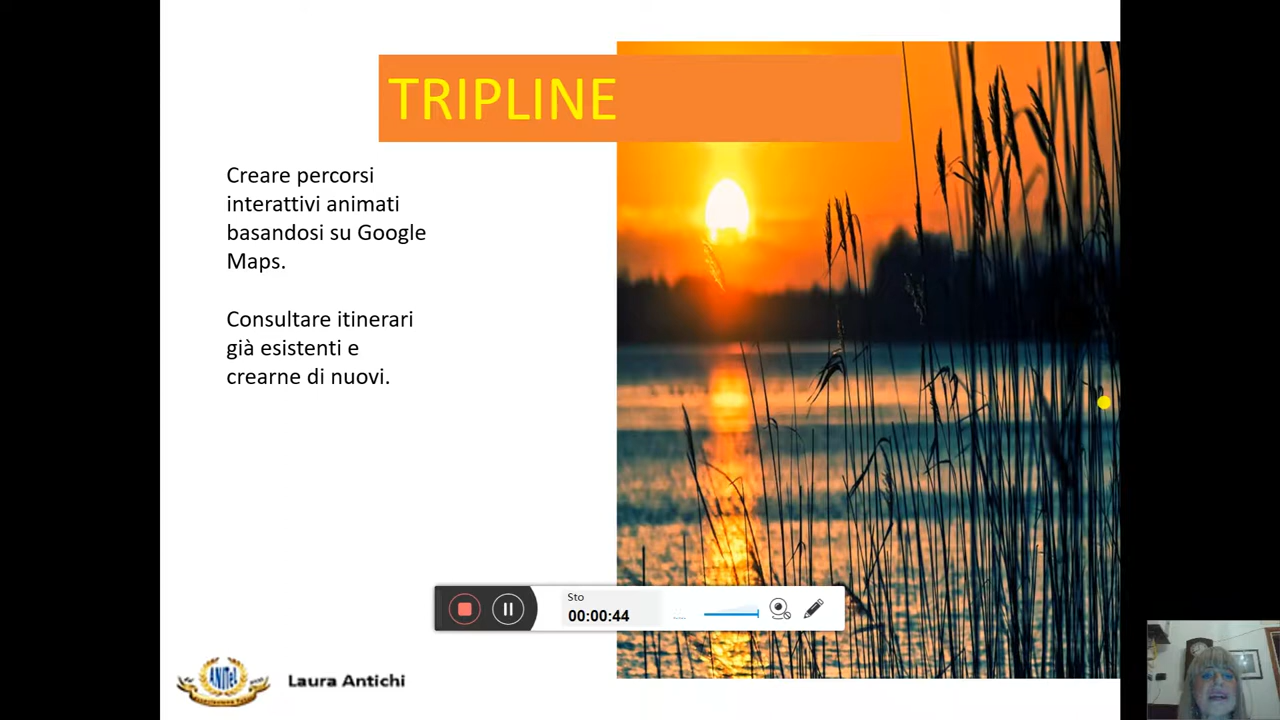 TRIPLINE
Creare percorsi
interattivi animati
basandosi su Google
Maps.
Consultare itinerari
già esistenti e
crearne di nuovi.
Sto
00:00:44
ANITeL
Laura Antichi